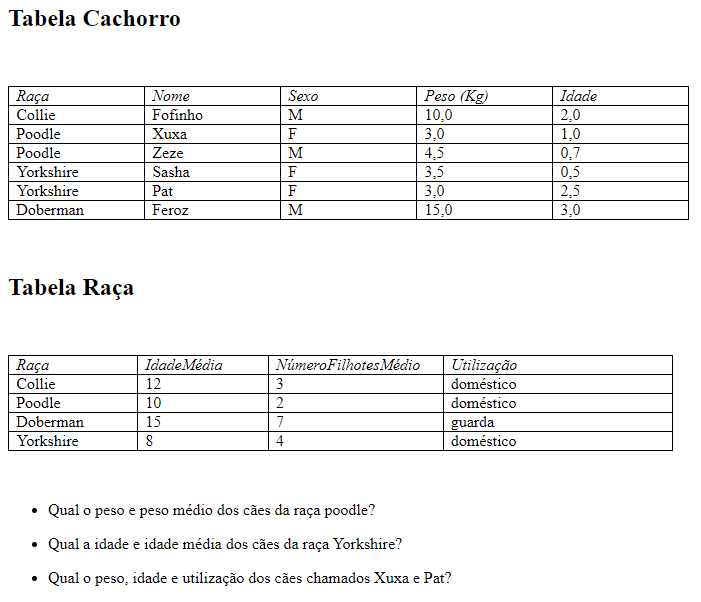 Tabela Cachorro
Raça Nome Sexo Peso (Kg) Idade
Collie Fofinho M 10,0 2,0
Poodle Xuxa F 3,0 1,0
Poodle Zeze M 4,5 0,7
Yorkshire Sasha F 3,5 0,5
Yorkshire Pat F 3,0 2,5
Doberman Feroz M 15,0 3,0
Tabela Raça
Raça IdadeMédia NúmeroFilhotesMédio Utilização
Collie 12 3 doméstico
Poodle 10 2 doméstico
Doberman 15 7 guarda
Yorkshire 8 4 doméstico
• Qual o peso e peso médio dos cães da raça poodle?
• Qual a idade e idade média dos cães da raça Yorkshire?
• Qual o peso, idade e utilização dos cães chamados Xuxa e Pat?